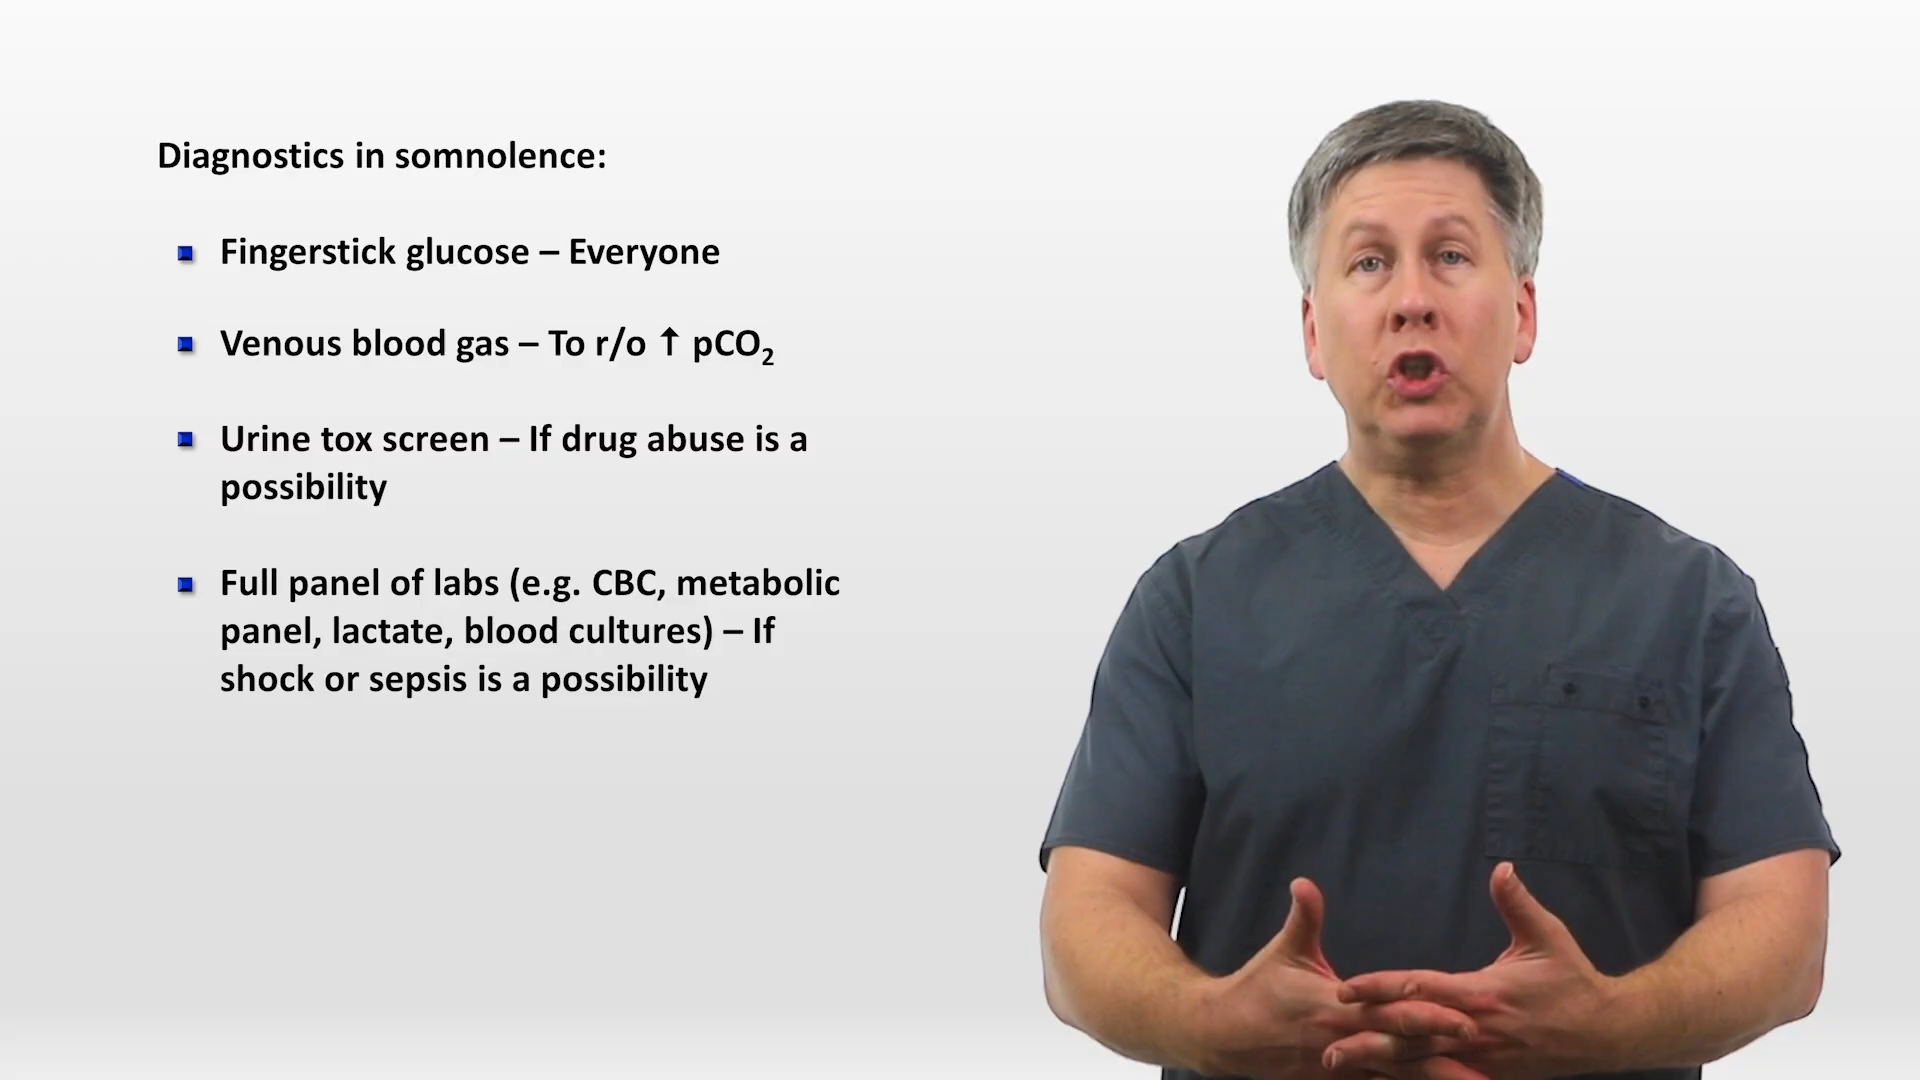 Diagnostics in somnolence:
Fingerstick glucose – Everyone
Venous blood gas – To r/o ↑ pCO₂
Urine tox screen – If drug abuse is a
possibility
Full panel of labs (e.g. CBC, metabolic
panel, lactate, blood cultures) – If
shock or sepsis is a possibility